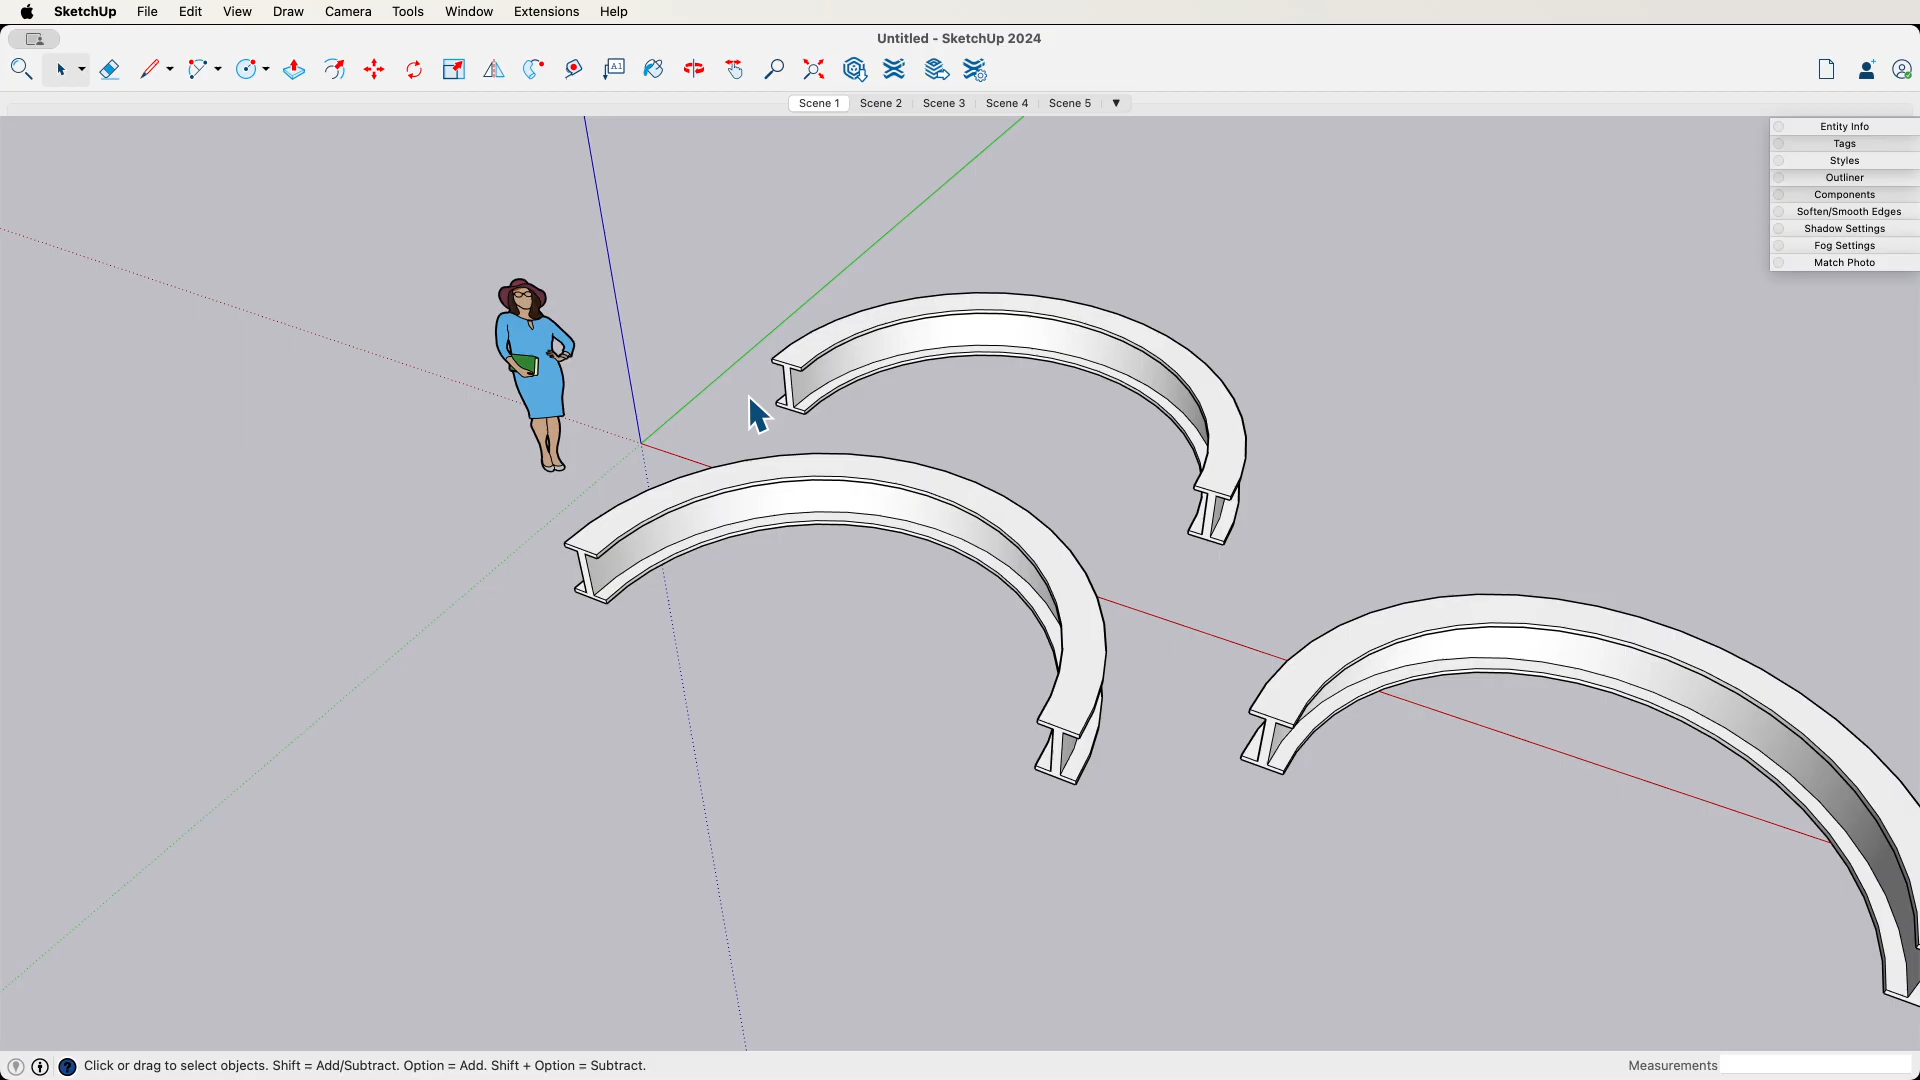 SketchUp File Edit View Draw Camera Tools Window Extensions Help
Untitled - SketchUp 2024
A1
Scene 1 Scene 2 Scene 3 Scene 4 Scene 5 ▼
Entity Info
Tags
Styles
Outliner
Components
Soften/Smooth Edges
Shadow Settings
Fog Settings
Match Photo
Click or drag to select objects. Shift = Add/Subtract. Option = Add. Shift + Option = Subtract.
Measurements